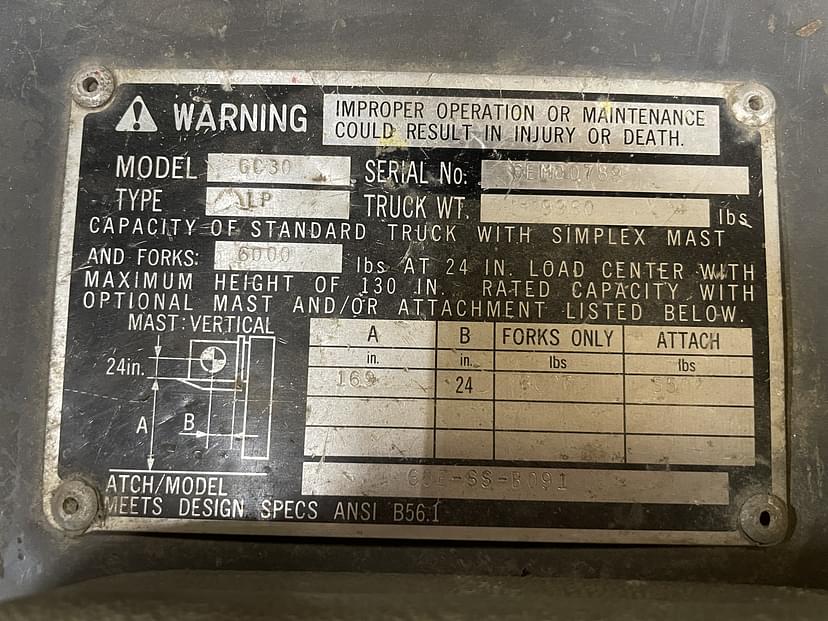 WARNING IMPROPER OPERATION OR MAINTENANCE
COULD RESULT IN INJURY OR DEATH.
MODEL GC30 SERIAL No.
TYPE LP TRUCK WT. lbs
CAPACITY OF STANDARD TRUCK WITH SIMPLEX MAST
AND FORKS: 6000 lbs AT 24 IN. LOAD CENTER WITH
MAXIMUM HEIGHT OF 130 IN. RATED CAPACITY WITH
OPTIONAL MAST AND/OR ATTACHMENT LISTED BELOW.
MAST: VERTICAL
24in.
A
B
A B FORKS ONLY ATTACH
in. in. lbs lbs
169 24
ATCH/MODEL
MEETS DESIGN SPECS ANSI B56.1